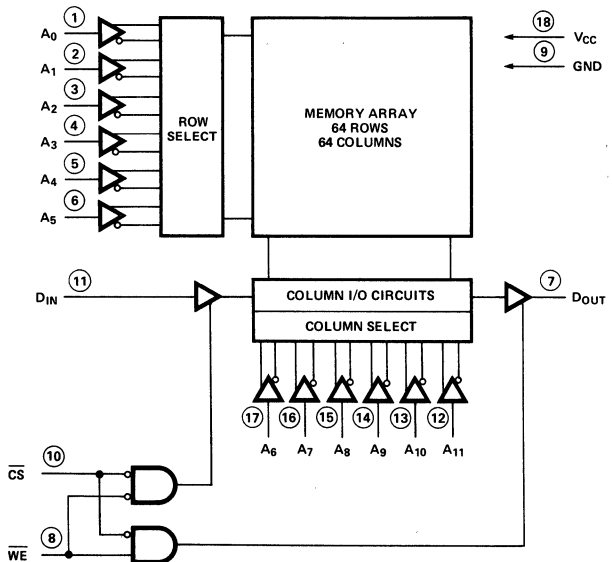 1
A0
2
A1
3
A2
4
A3
5
A4
6
A5
ROW
SELECT
MEMORY ARRAY
64 ROWS
64 COLUMNS
18
VCC
9
GND
11
DIN
COLUMN I/O CIRCUITS
COLUMN SELECT
7
DOUT
17 16 15 14 13 12
A6 A7 A8 A9 A10 A11
10
CS
8
WE